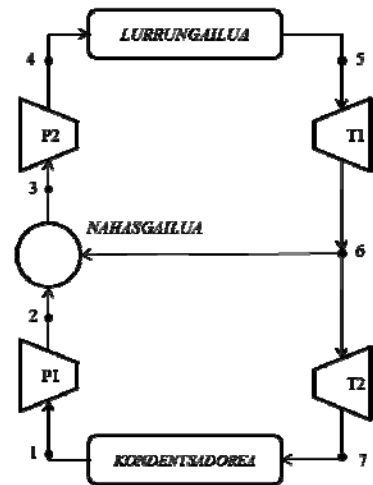 LURRUNGAILUA
4
5
P2
T1
3
NAHASGAILUA
6
2
P1
T2
1
KONDENTSADOREA
7